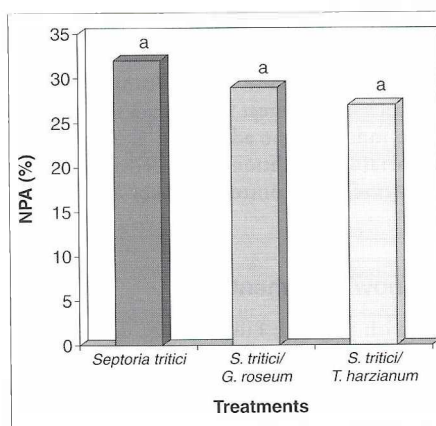 35
30
25
20
15
10
5
0
NPA (%)
a
a
a
Septoria tritici
S. tritici/
G. roseum
S. tritici/
T. harzianum
Treatments